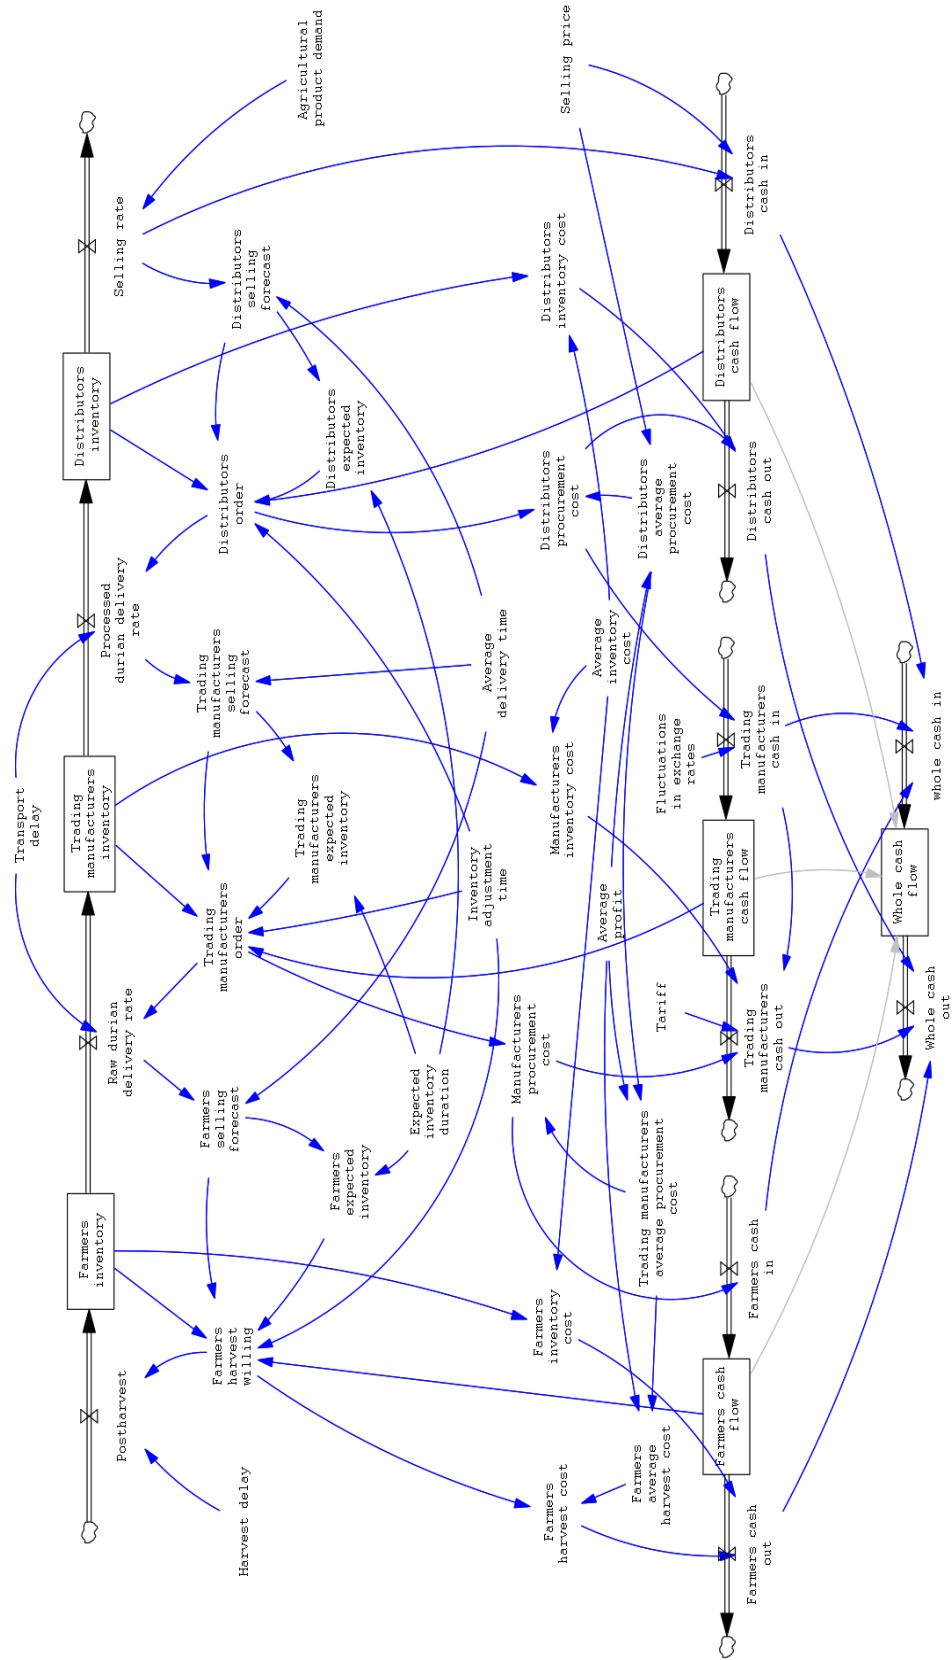 Transport
delay
Farmers
inventory
Trading
manufacturers
inventory
Distributors
inventory
Postharvest
Raw durian
delivery rate
Processed
durian delivery
rate
Selling rate
Harvest delay
Farmers
harvest
willing
Farmers
selling
forecast
Trading
manufacturers
order
Trading
manufacturers
selling
forecast
Distributors
order
Distributors
selling
forecast
Agricultural
product demand
Farmers
expected
inventory
Trading
manufacturers
expected
inventory
Distributors
expected
inventory
Expected
inventory
duration
Inventory
adjustment
time
Average
delivery time
Farmers
harvest cost
Farmers
inventory
cost
Manufacturers
procurement
cost
Manufacturers
inventory cost
Distributors
procurement
cost
Distributors
inventory cost
Selling price
Average
profit
Average
inventory
cost
Farmers
average
harvest cost
Trading manufacturers
average procurement
cost
Tariff
Fluctuations
in exchange
rates
Distributors
average
procurement
cost
Farmers cash
flow
Trading
manufacturers
cash flow
Distributors
cash flow
Farmers cash
out
Farmers cash
in
Trading
manufacturers
cash out
Trading
manufacturers
cash in
Distributors
cash out
Distributors
cash in
Whole cash
flow
Whole cash
out
whole cash in